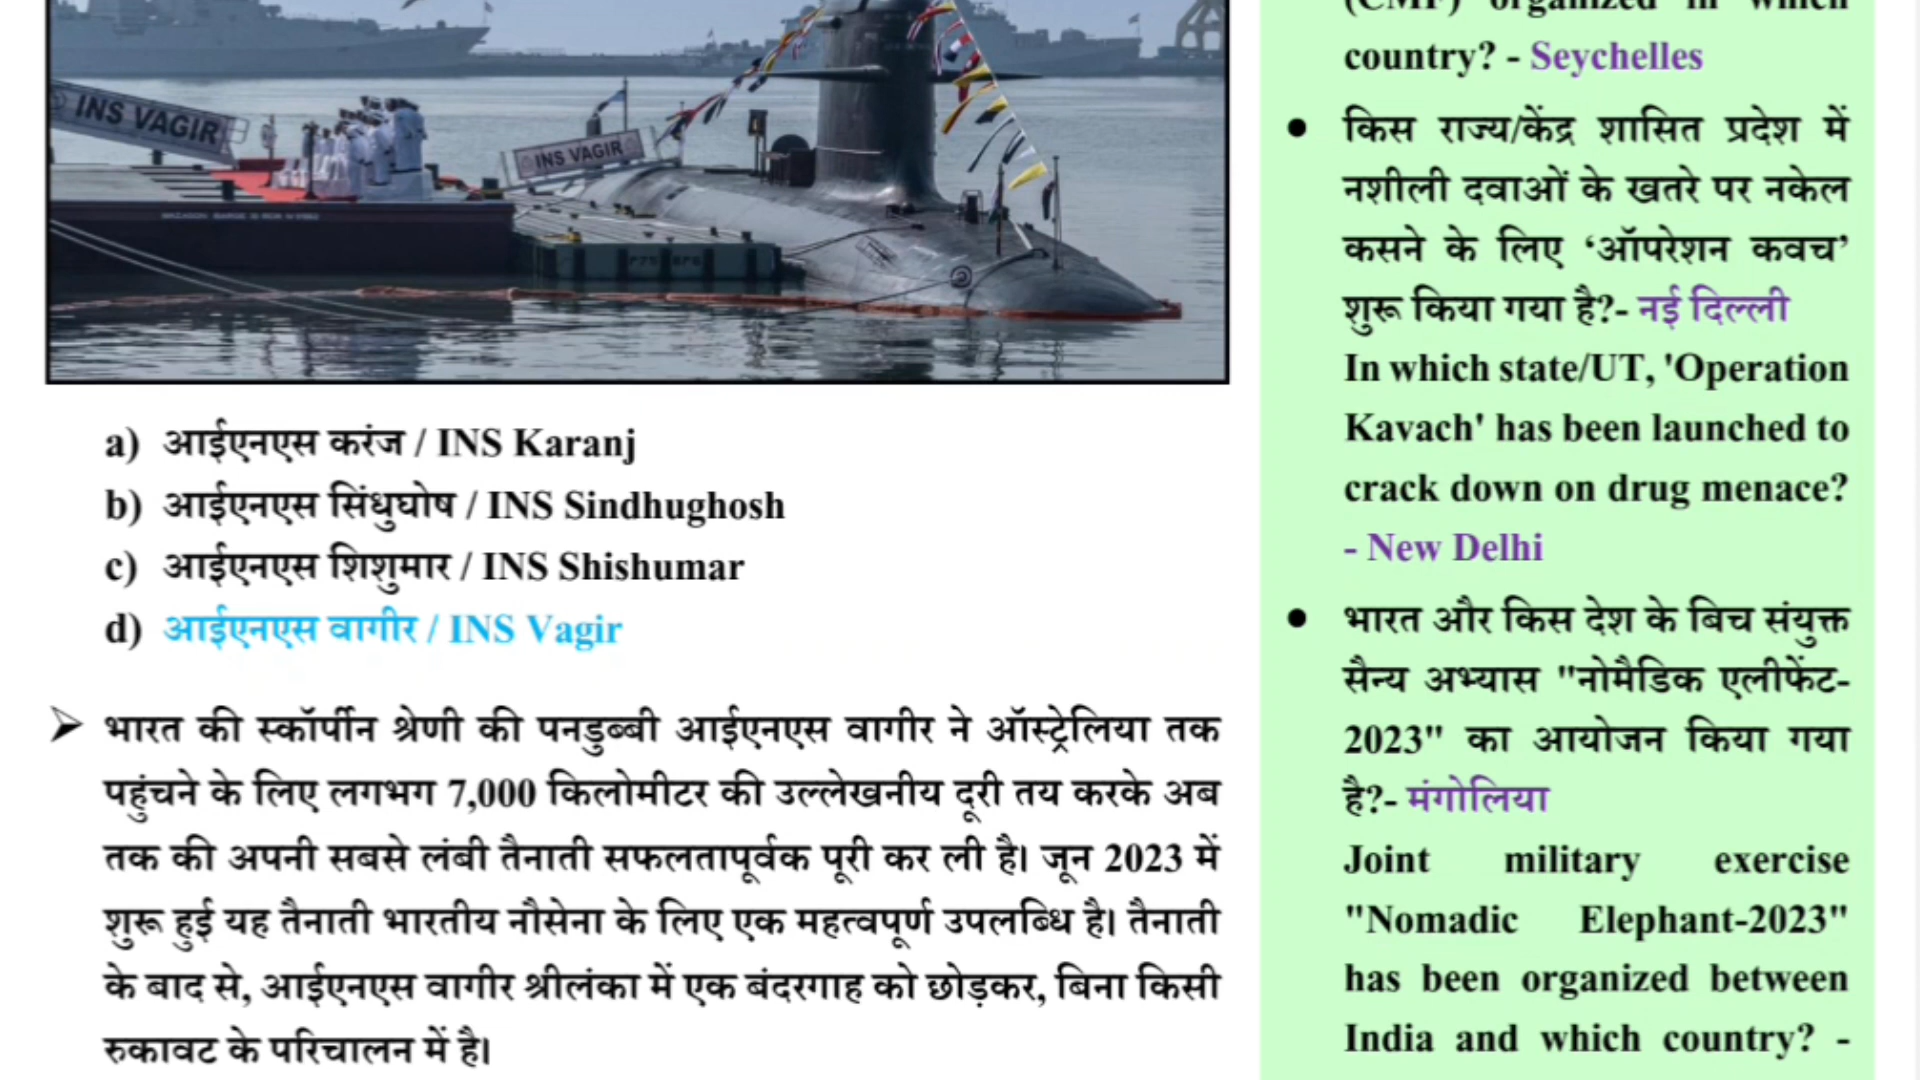 INS VAGIR
INS VAGIR
a) आईएनएस करंज / INS Karanj
b) आईएनएस सिंधुघोष / INS Sindhughosh
c) आईएनएस शिशुमार / INS Shishumar
d) आईएनएस वागीर / INS Vagir
भारत की स्कॉर्पीन श्रेणी की पनडुब्बी आईएनएस वागीर ने ऑस्ट्रेलिया तक
पहुंचने के लिए लगभग 7,000 किलोमीटर की उल्लेखनीय दूरी तय करके अब
तक की अपनी सबसे लंबी तैनाती सफलतापूर्वक पूरी कर ली है। जून 2023 में
शुरू हुई यह तैनाती भारतीय नौसेना के लिए एक महत्वपूर्ण उपलब्धि है। तैनाती
के बाद से, आईएनएस वागीर श्रीलंका में एक बंदरगाह को छोड़कर, बिना किसी
रुकावट के परिचालन में है।
(CMF) organized in which
country? - Seychelles
• किस राज्य/केंद्र शासित प्रदेश में
नशीली दवाओं के खतरे पर नकेल
कसने के लिए ‘ऑपरेशन कवच’
शुरू किया गया है?- नई दिल्ली
In which state/UT, 'Operation
Kavach' has been launched to
crack down on drug menace?
- New Delhi
• भारत और किस देश के बिच संयुक्त
सैन्य अभ्यास "नोमैडिक एलीफेंट-
2023" का आयोजन किया गया
है?- मंगोलिया
Joint military exercise
"Nomadic Elephant-2023"
has been organized between
India and which country? -